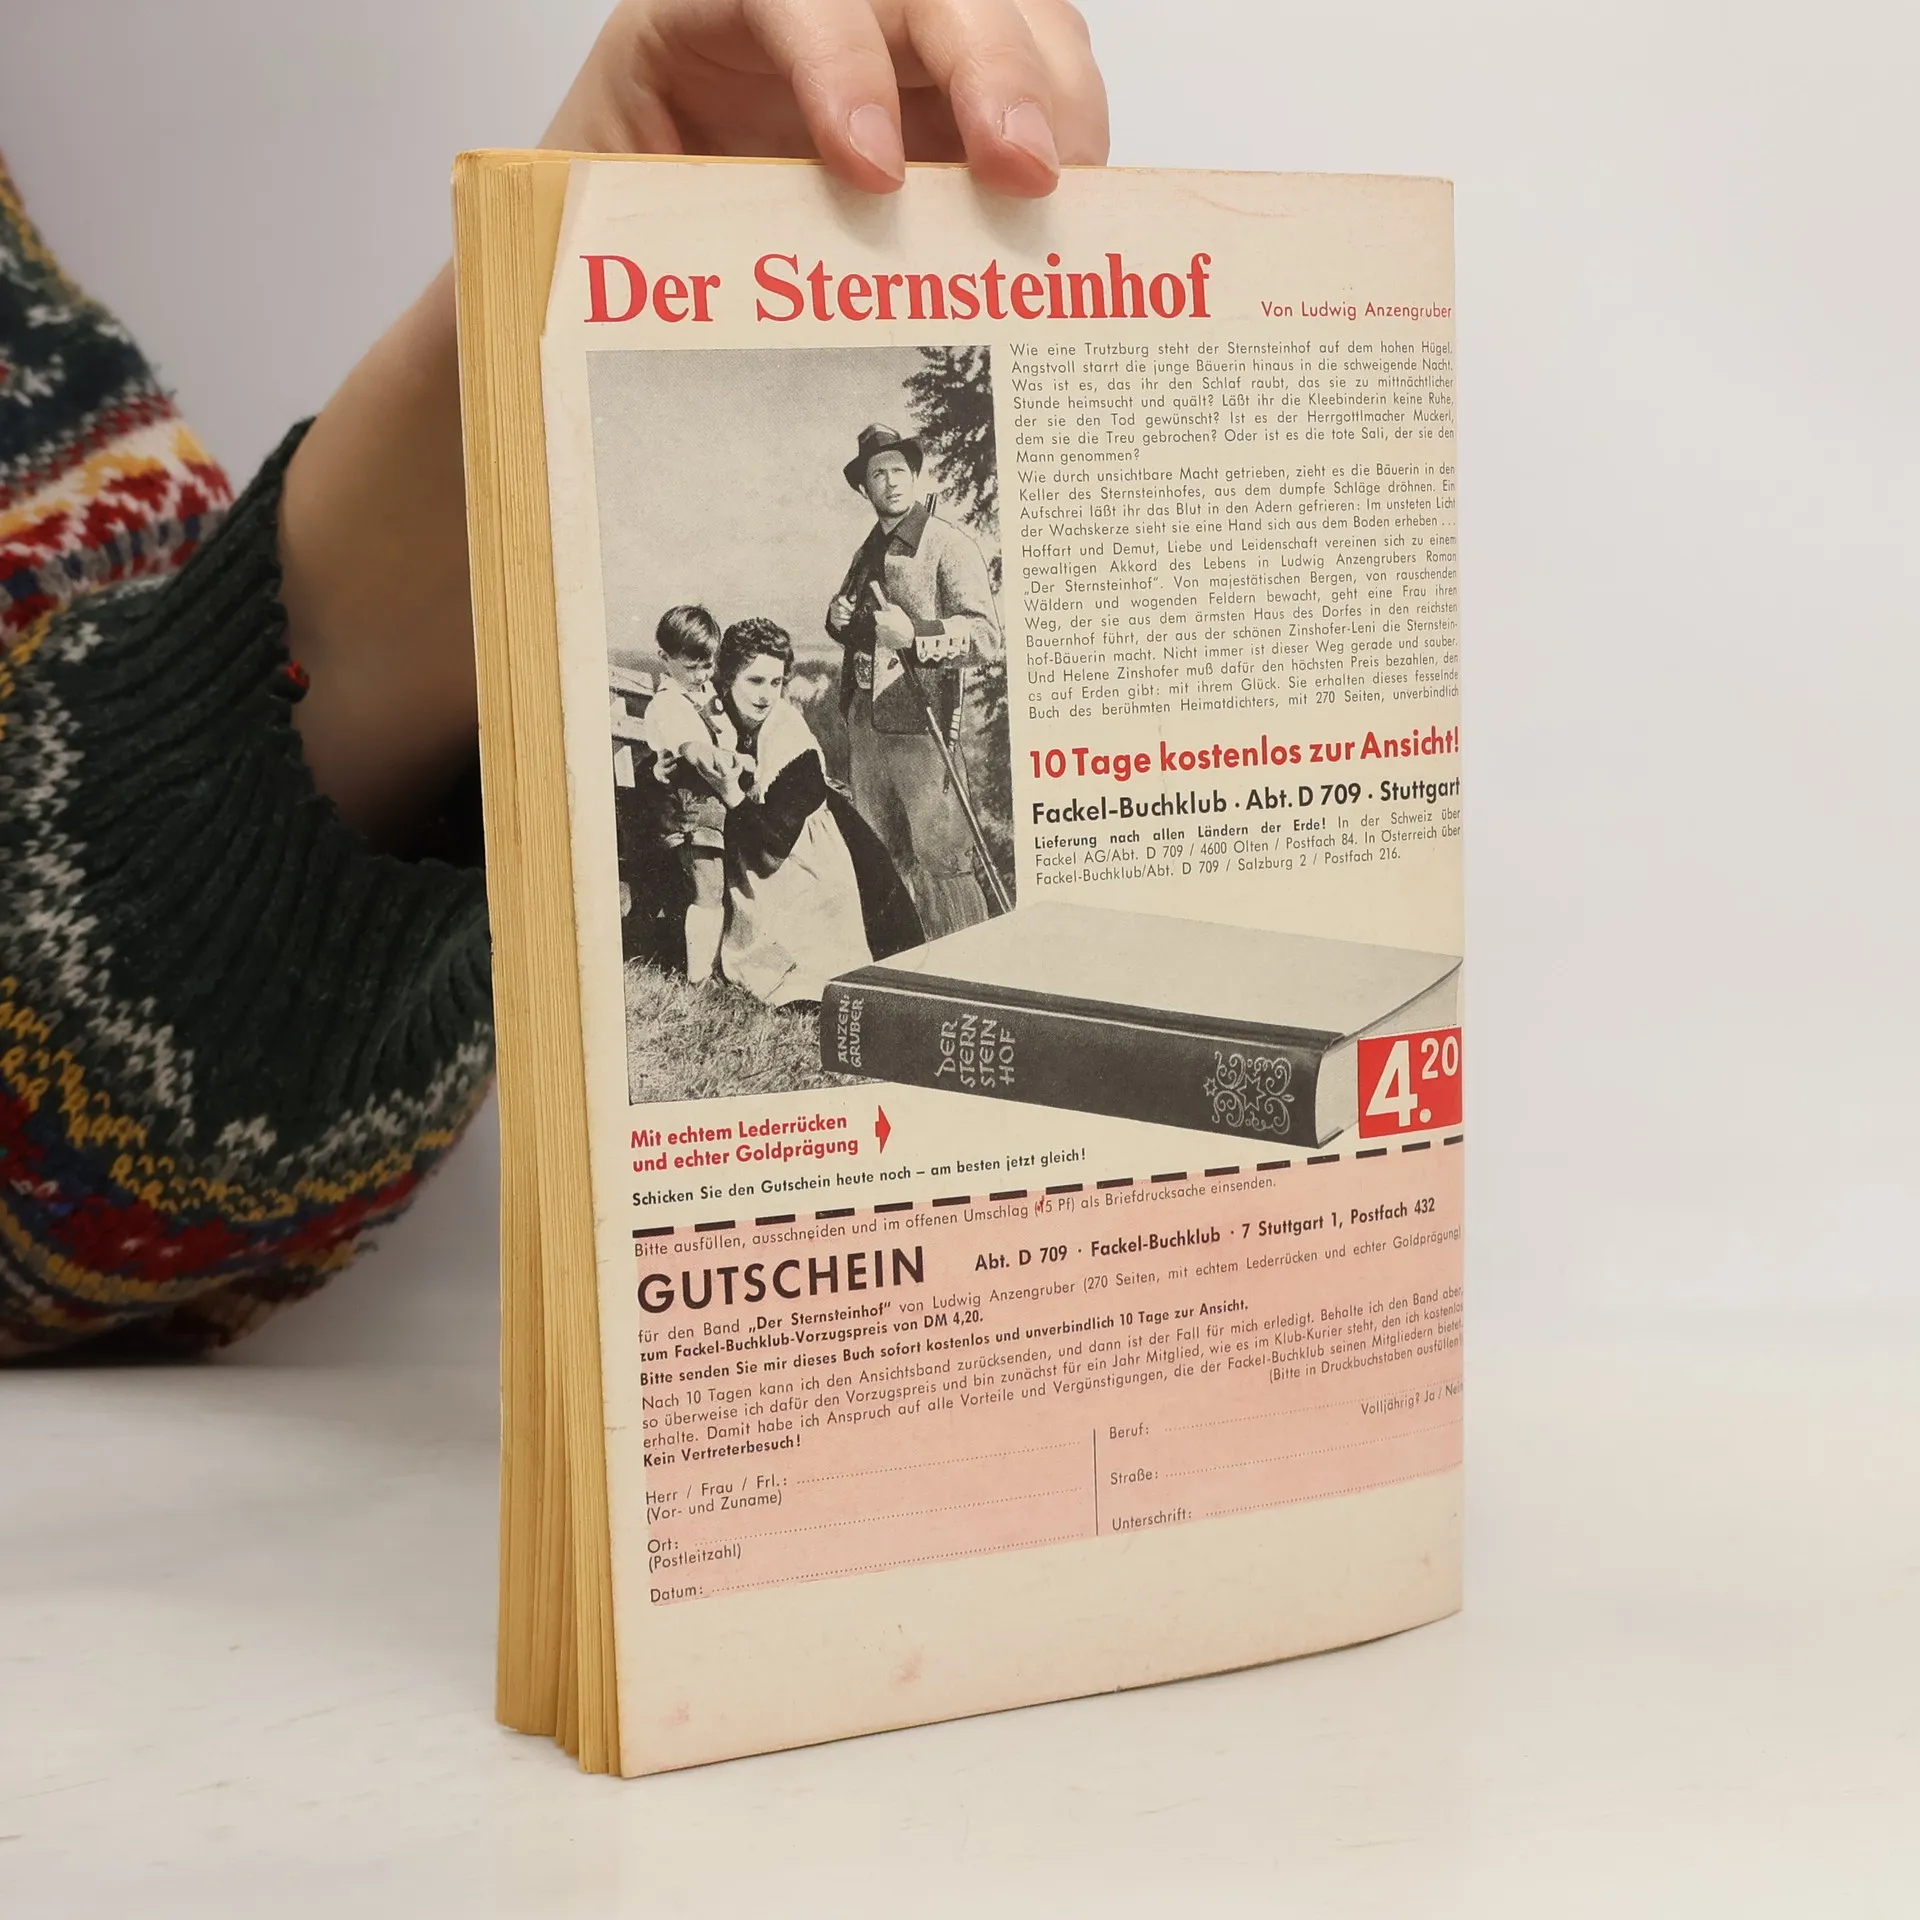 Der Sternsteinhof
Von Ludwig Anzengruber
Wie eine Trutzburg steht der Sternsteinhof auf dem hohen Hügel.
Angstvoll starrt die junge Bäuerin hinaus in die schweigende Nacht.
Was ist es, das ihr den Schlaf raubt, das sie zu mittnächtlicher
Stunde heimsucht und quält? Läßt ihr die Kleebinderin keine Ruhe,
der sie den Tod gewünscht? Ist es der Herrgottlmacher Muckerl,
dem sie die Treu gebrochen? Oder ist es die tote Sali, der sie den
Mann genommen?
Wie durch unsichtbare Macht getrieben, zieht es die Bäuerin in den
Keller des Sternsteinhofes, aus dem dumpfe Schläge dröhnen. Ein
Aufschrei läßt ihr das Blut in den Adern gefrieren: Im unsteten Licht
der Wachskerze sieht sie eine Hand sich aus dem Boden erheben ...
Hoffart und Demut, Liebe und Leidenschaft vereinen sich zu einem
gewaltigen Akkord des Lebens in Ludwig Anzengrubers Roman
„Der Sternsteinhof“. Von majestätischen Bergen, von rauschenden
Wäldern und wogenden Feldern bewacht, geht eine Frau ihren
Weg, der sie aus dem ärmsten Haus des Dorfes in den reichsten
Bauernhof führt, der aus der schönen Zinshofer-Leni die Sternstein-
hof-Bäuerin macht. Nicht immer ist dieser Weg gerade und sauber.
Und Helene Zinshofer muß dafür den höchsten Preis bezahlen, den
es auf Erden gibt: mit ihrem Glück. Sie erhalten dieses fesselnde
Buch des berühmten Heimatdichters, mit 270 Seiten, unverbindlich
10 Tage kostenlos zur Ansicht!
Fackel-Buchklub · Abt. D 709 · Stuttgart
Lieferung nach allen Ländern der Erde! In der Schweiz über
Fackel AG/Abt. D 709 / 4600 Olten / Postfach 84. In Österreich über
Fackel-Buchklub/Abt. D 709 / Salzburg 2 / Postfach 216.
ANZEN-
GRUBER
DER
STERN
STEIN
HOF
4.20
Mit echtem Lederrücken
und echter Goldprägung
Schicken Sie den Gutschein heute noch – am besten jetzt gleich!
Bitte ausfüllen, ausschneiden und im offenen Umschlag (15 Pf) als Briefdrucksache einsenden.
GUTSCHEIN
Abt. D 709 · Fackel-Buchklub · 7 Stuttgart 1, Postfach 432
für den Band „Der Sternsteinhof“ von Ludwig Anzengruber (270 Seiten, mit echtem Lederrücken und echter Goldprägung)
zum Fackel-Buchklub-Vorzugspreis von DM 4,20.
Bitte senden Sie mir dieses Buch sofort kostenlos und unverbindlich 10 Tage zur Ansicht.
Nach 10 Tagen kann ich den Ansichtsband zurücksenden, und dann ist der Fall für mich erledigt. Behalte ich den Band aber,
so überweise ich dafür den Vorzugspreis und bin zunächst für ein Jahr Mitglied, wie es im Klub-Kurier steht, den ich kostenlos
erhalte. Damit habe ich Anspruch auf alle Vorteile und Vergünstigungen, die der Fackel-Buchklub seinen Mitgliedern bietet.
Kein Vertreterbesuch!
(Bitte in Druckbuchstaben ausfüllen!)
Herr / Frau / Frl.:
(Vor- und Zuname)
Ort:
(Postleitzahl)
Datum:
Beruf:
Volljährig? Ja / Nein
Straße:
Unterschrift: